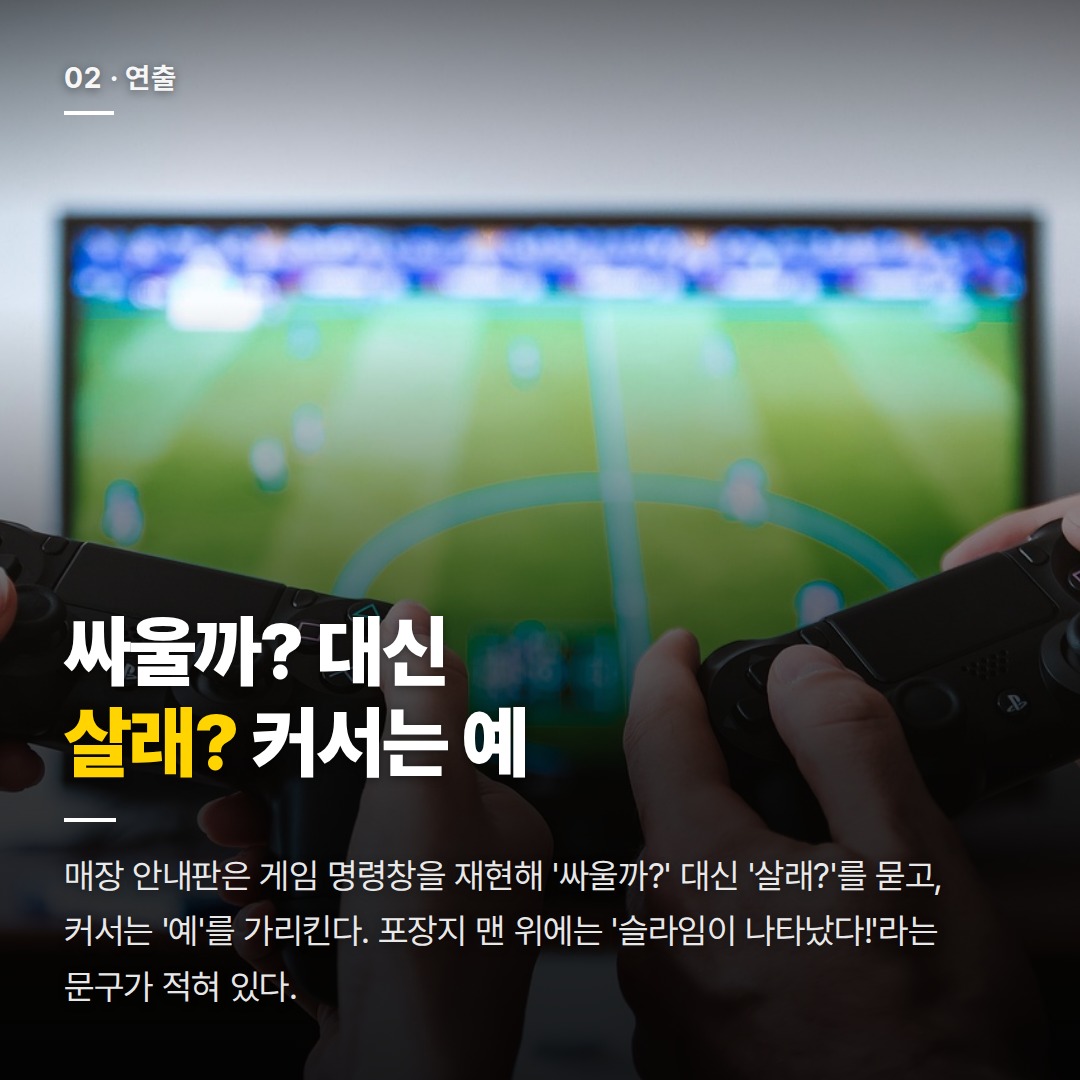 02 · 연출
싸울까? 대신
살래? 커서는 예
매장 안내판은 게임 명령창을 재현해 '싸울까?' 대신 '살래?'를 묻고,
커서는 '예'를 가리킨다. 포장지 맨 위에는 '슬라임이 나타났다!'라는
문구가 적혀 있다.